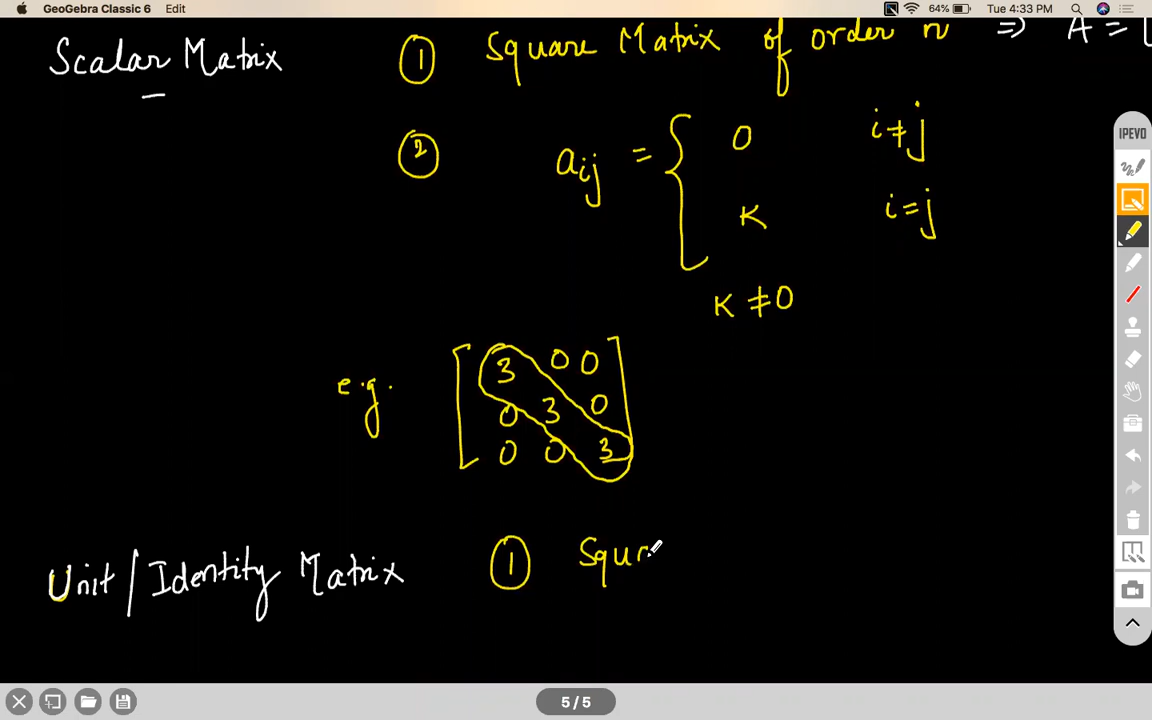 GeoGebra Classic 6 Edit 64% Tue 4:33 PM
Scalar Matrix ① Square Matrix of order n ⇒ A = [
② aij = { 0 i≠j
K i=j
K ≠ 0
IPEVO
e.g. [ 3 0 0
0 3 0
0 0 3 ]
Unit / Identity Matrix ① Squr
5 / 5